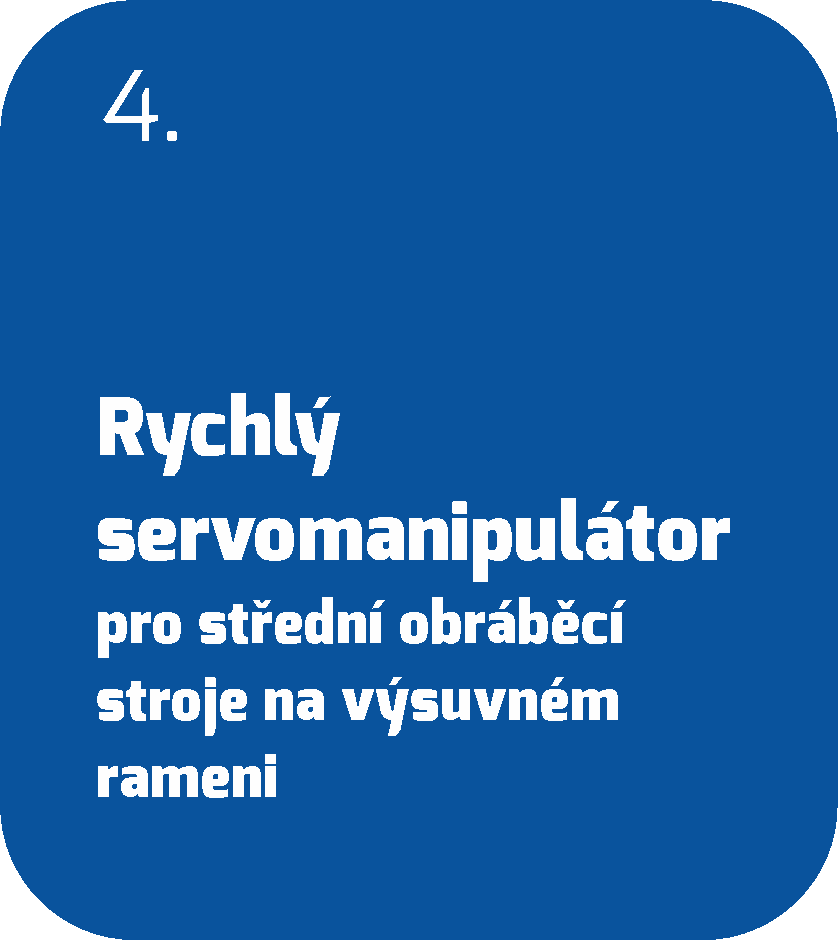 4.
Rychlý
servomanipulátor
pro střední obráběcí
stroje na výsuvném
rameni